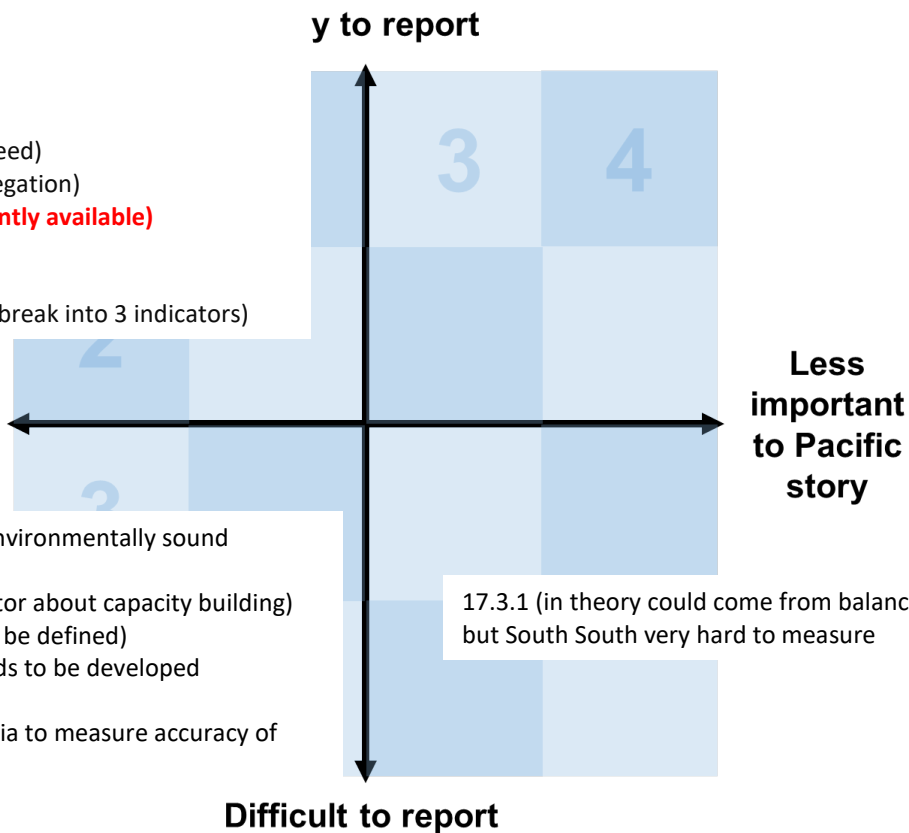 y to report
eed)
egation)
ntly available)
break into 3 indicators)
3
4
2
3
Less
important
to Pacific
story
nvironmentally sound
tor about capacity building)
be defined)
ds to be developed
ia to measure accuracy of
17.3.1 (in theory could come from balanc
but South South very hard to measure
Difficult to report